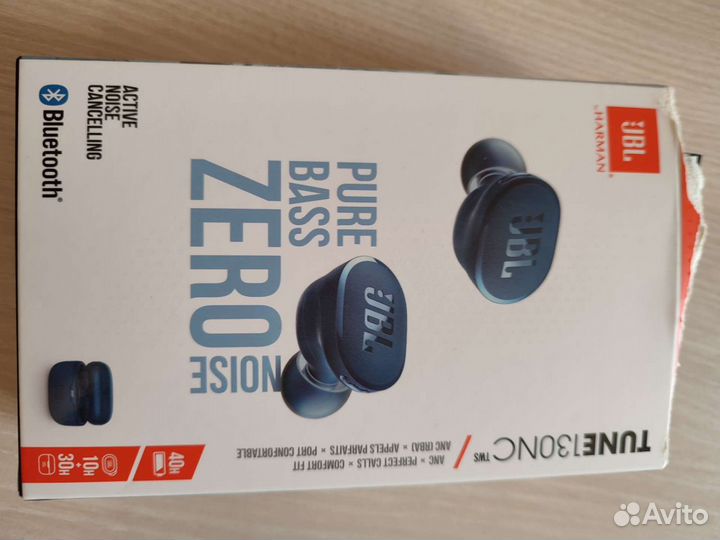 JBL
by HARMAN®
TUNE130NC TWS
ANC × PERFECT CALLS × COMFORT FIT
ANC (RBA) × APPELS PARFAITS × PORT CONFORTABLE
JBL
JBL
PURE
BASS
ZERO
NOISE
ACTIVE
NOISE
CANCELLING
Bluetooth®
40H
10H
+
30H
Avito